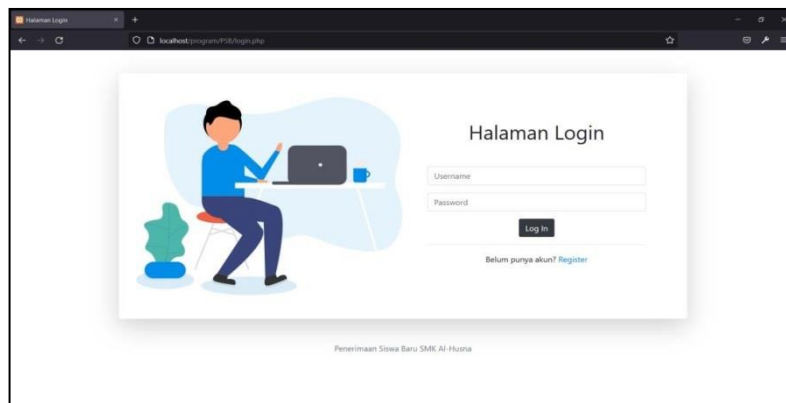 Halaman Login
localhost/program/PSB/login.php
Halaman Login
Username
Password
Log In
Belum punya akun? Register
Penerimaan Siswa Baru SMK Al-Husna